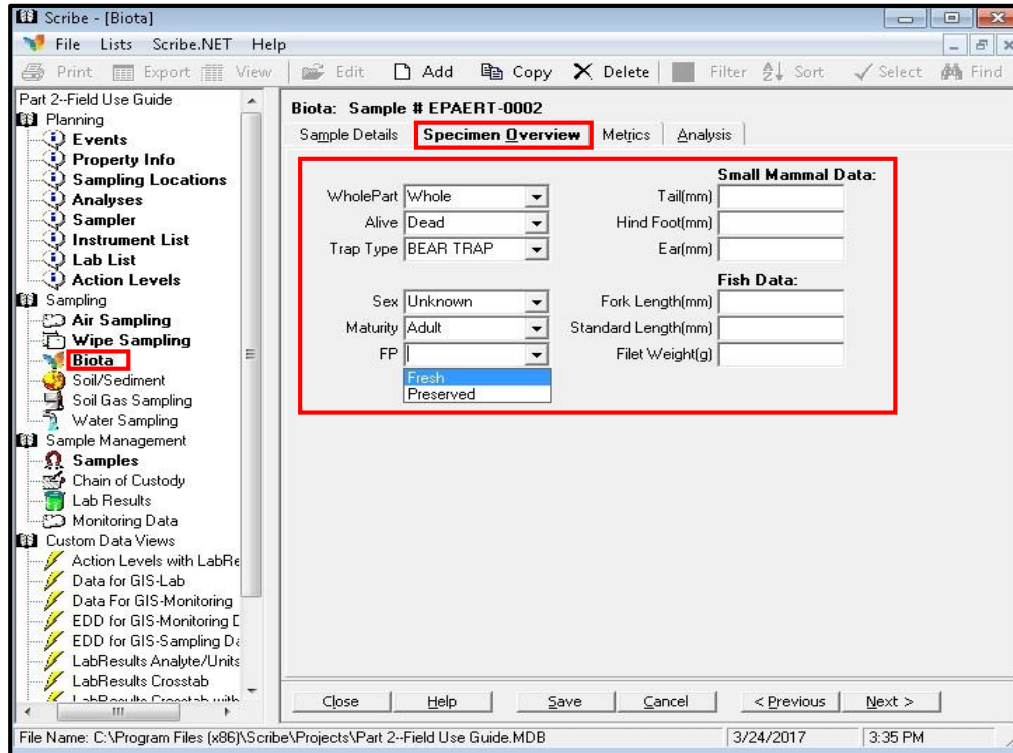 Scribe - [Biota]
File Lists Scribe.NET Help
Print Export View Edit Add Copy Delete Filter Sort Select Find
Part 2--Field Use Guide
Planning
Events
Property Info
Sampling Locations
Analyses
Sampler
Instrument List
Lab List
Action Levels
Sampling
Air Sampling
Wipe Sampling
Biota
Soil/Sediment
Soil Gas Sampling
Water Sampling
Sample Management
Samples
Chain of Custody
Lab Results
Monitoring Data
Custom Data Views
Action Levels with LabRe
Data for GIS-Lab
Data For GIS-Monitoring
EDD for GIS-Monitoring D
EDD for GIS-Sampling Da
LabResults Analyte/Units
LabResults Crosstab
LabResults Crosstab with
Biota: Sample # EPAERT-0002
Sample Details Specimen Overview Metrics Analysis
Small Mammal Data:
WholePart Whole Tail(mm)
Alive Dead Hind Foot(mm)
Trap Type BEAR TRAP Ear(mm)
Fish Data:
Sex Unknown Fork Length(mm)
Maturity Adult Standard Length(mm)
FP Filet Weight(g)
Fresh
Preserved
Close Help Save Cancel < Previous Next >
File Name: C:\Program Files (x86)\Scribe\Projects\Part 2--Field Use Guide.MDB 3/24/2017 3:35 PM